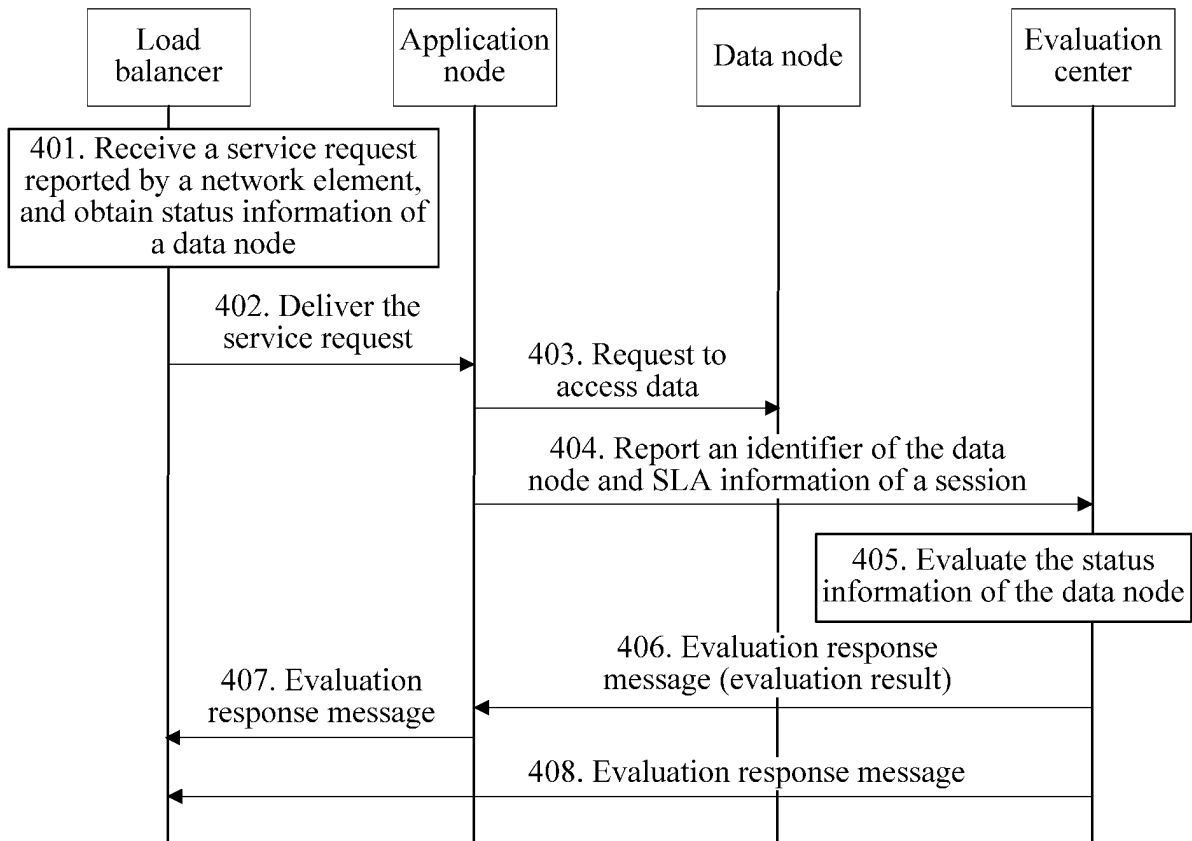 Load
balancer
Application
node
Data node
Evaluation
center
401. Receive a service request
reported by a network element,
and obtain status information of
a data node
402. Deliver the
service request
403. Request to
access data
404. Report an identifier of the data
node and SLA information of a session
405. Evaluate the status
information of the data node
406. Evaluation response
message (evaluation result)
407. Evaluation
response message
408. Evaluation response message